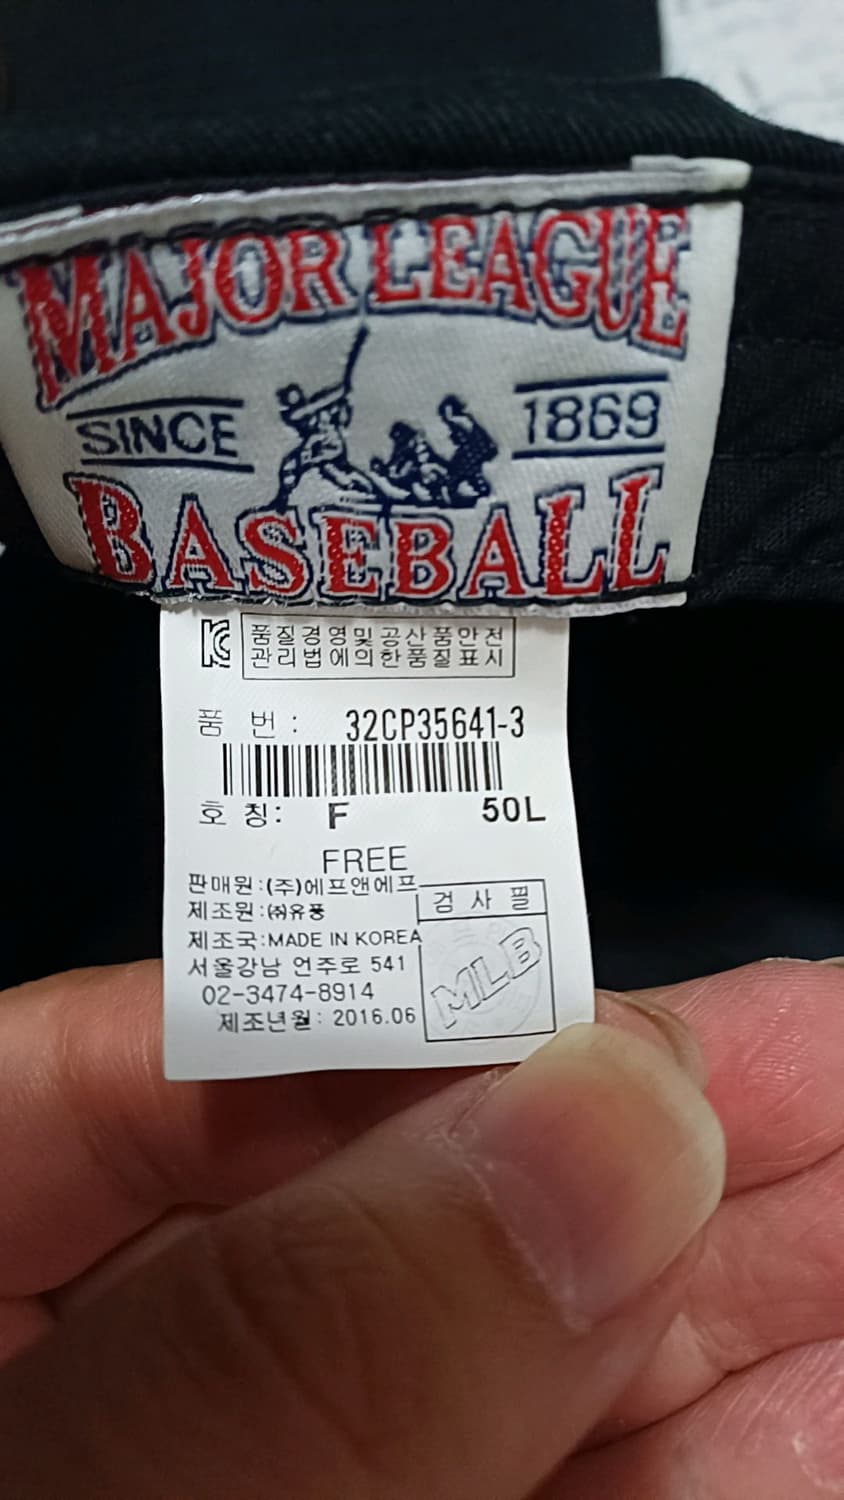 MAJOR LEAGUE
SINCE 1869
BASEBALL
품질경영및공산품안전
관리법에의한품질표시
품 번 : 32CP35641-3
호 칭: F 50L
FREE
판매원:(주)에프앤에프
제조원:㈜유풍
검 사 필
제조국:MADE IN KOREA
서울강남 언주로 541
MLB
02-3474-8914
제조년월: 2016.06